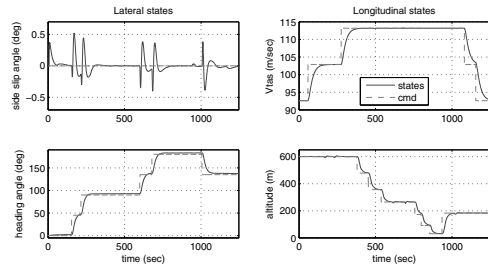 Lateral states
side slip angle (deg)
0.5
0
−0.5
0 500 1000
Longitudinal states
Vtas (m/sec)
115
110
105
100
95
90
states
cmd
0 500 1000
heading angle (deg)
150
100
50
0
0 500 1000
time (sec)
altitude (m)
600
400
200
0
0 500 1000
time (sec)